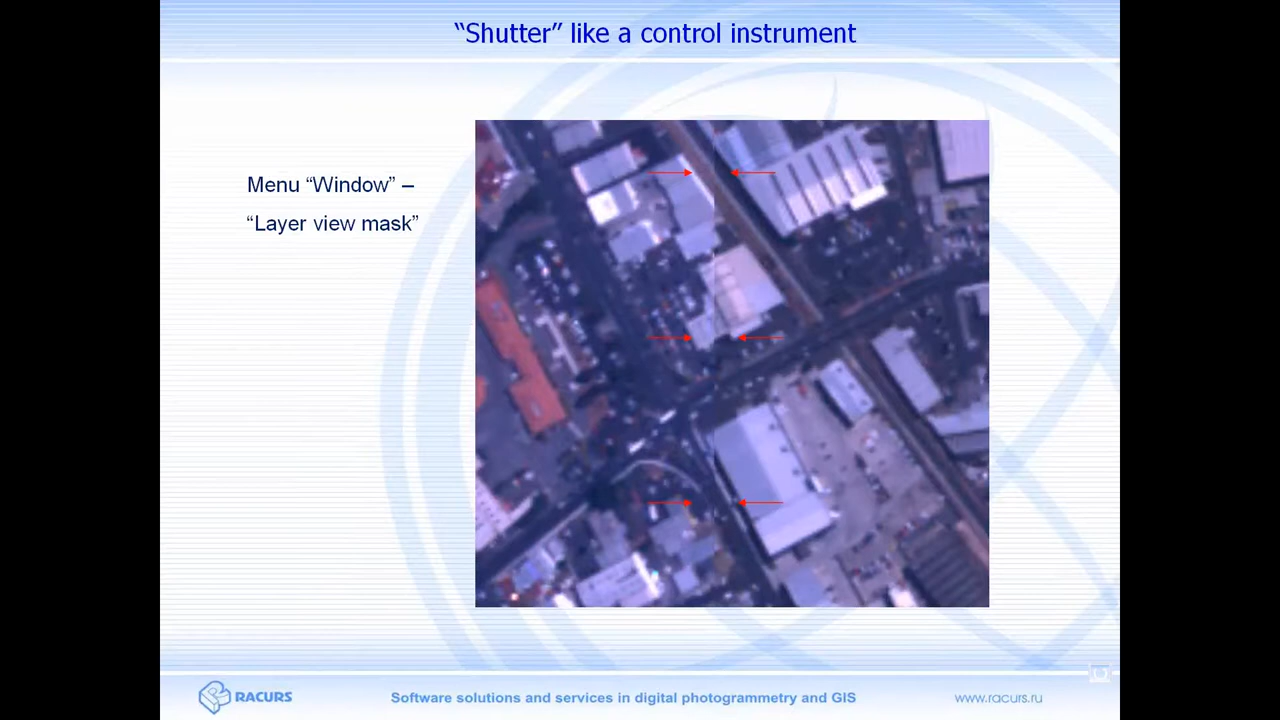 “Shutter” like a control instrument
Menu “Window” –
“Layer view mask”
RACURS
Software solutions and services in digital photogrammetry and GIS
www.racurs.ru